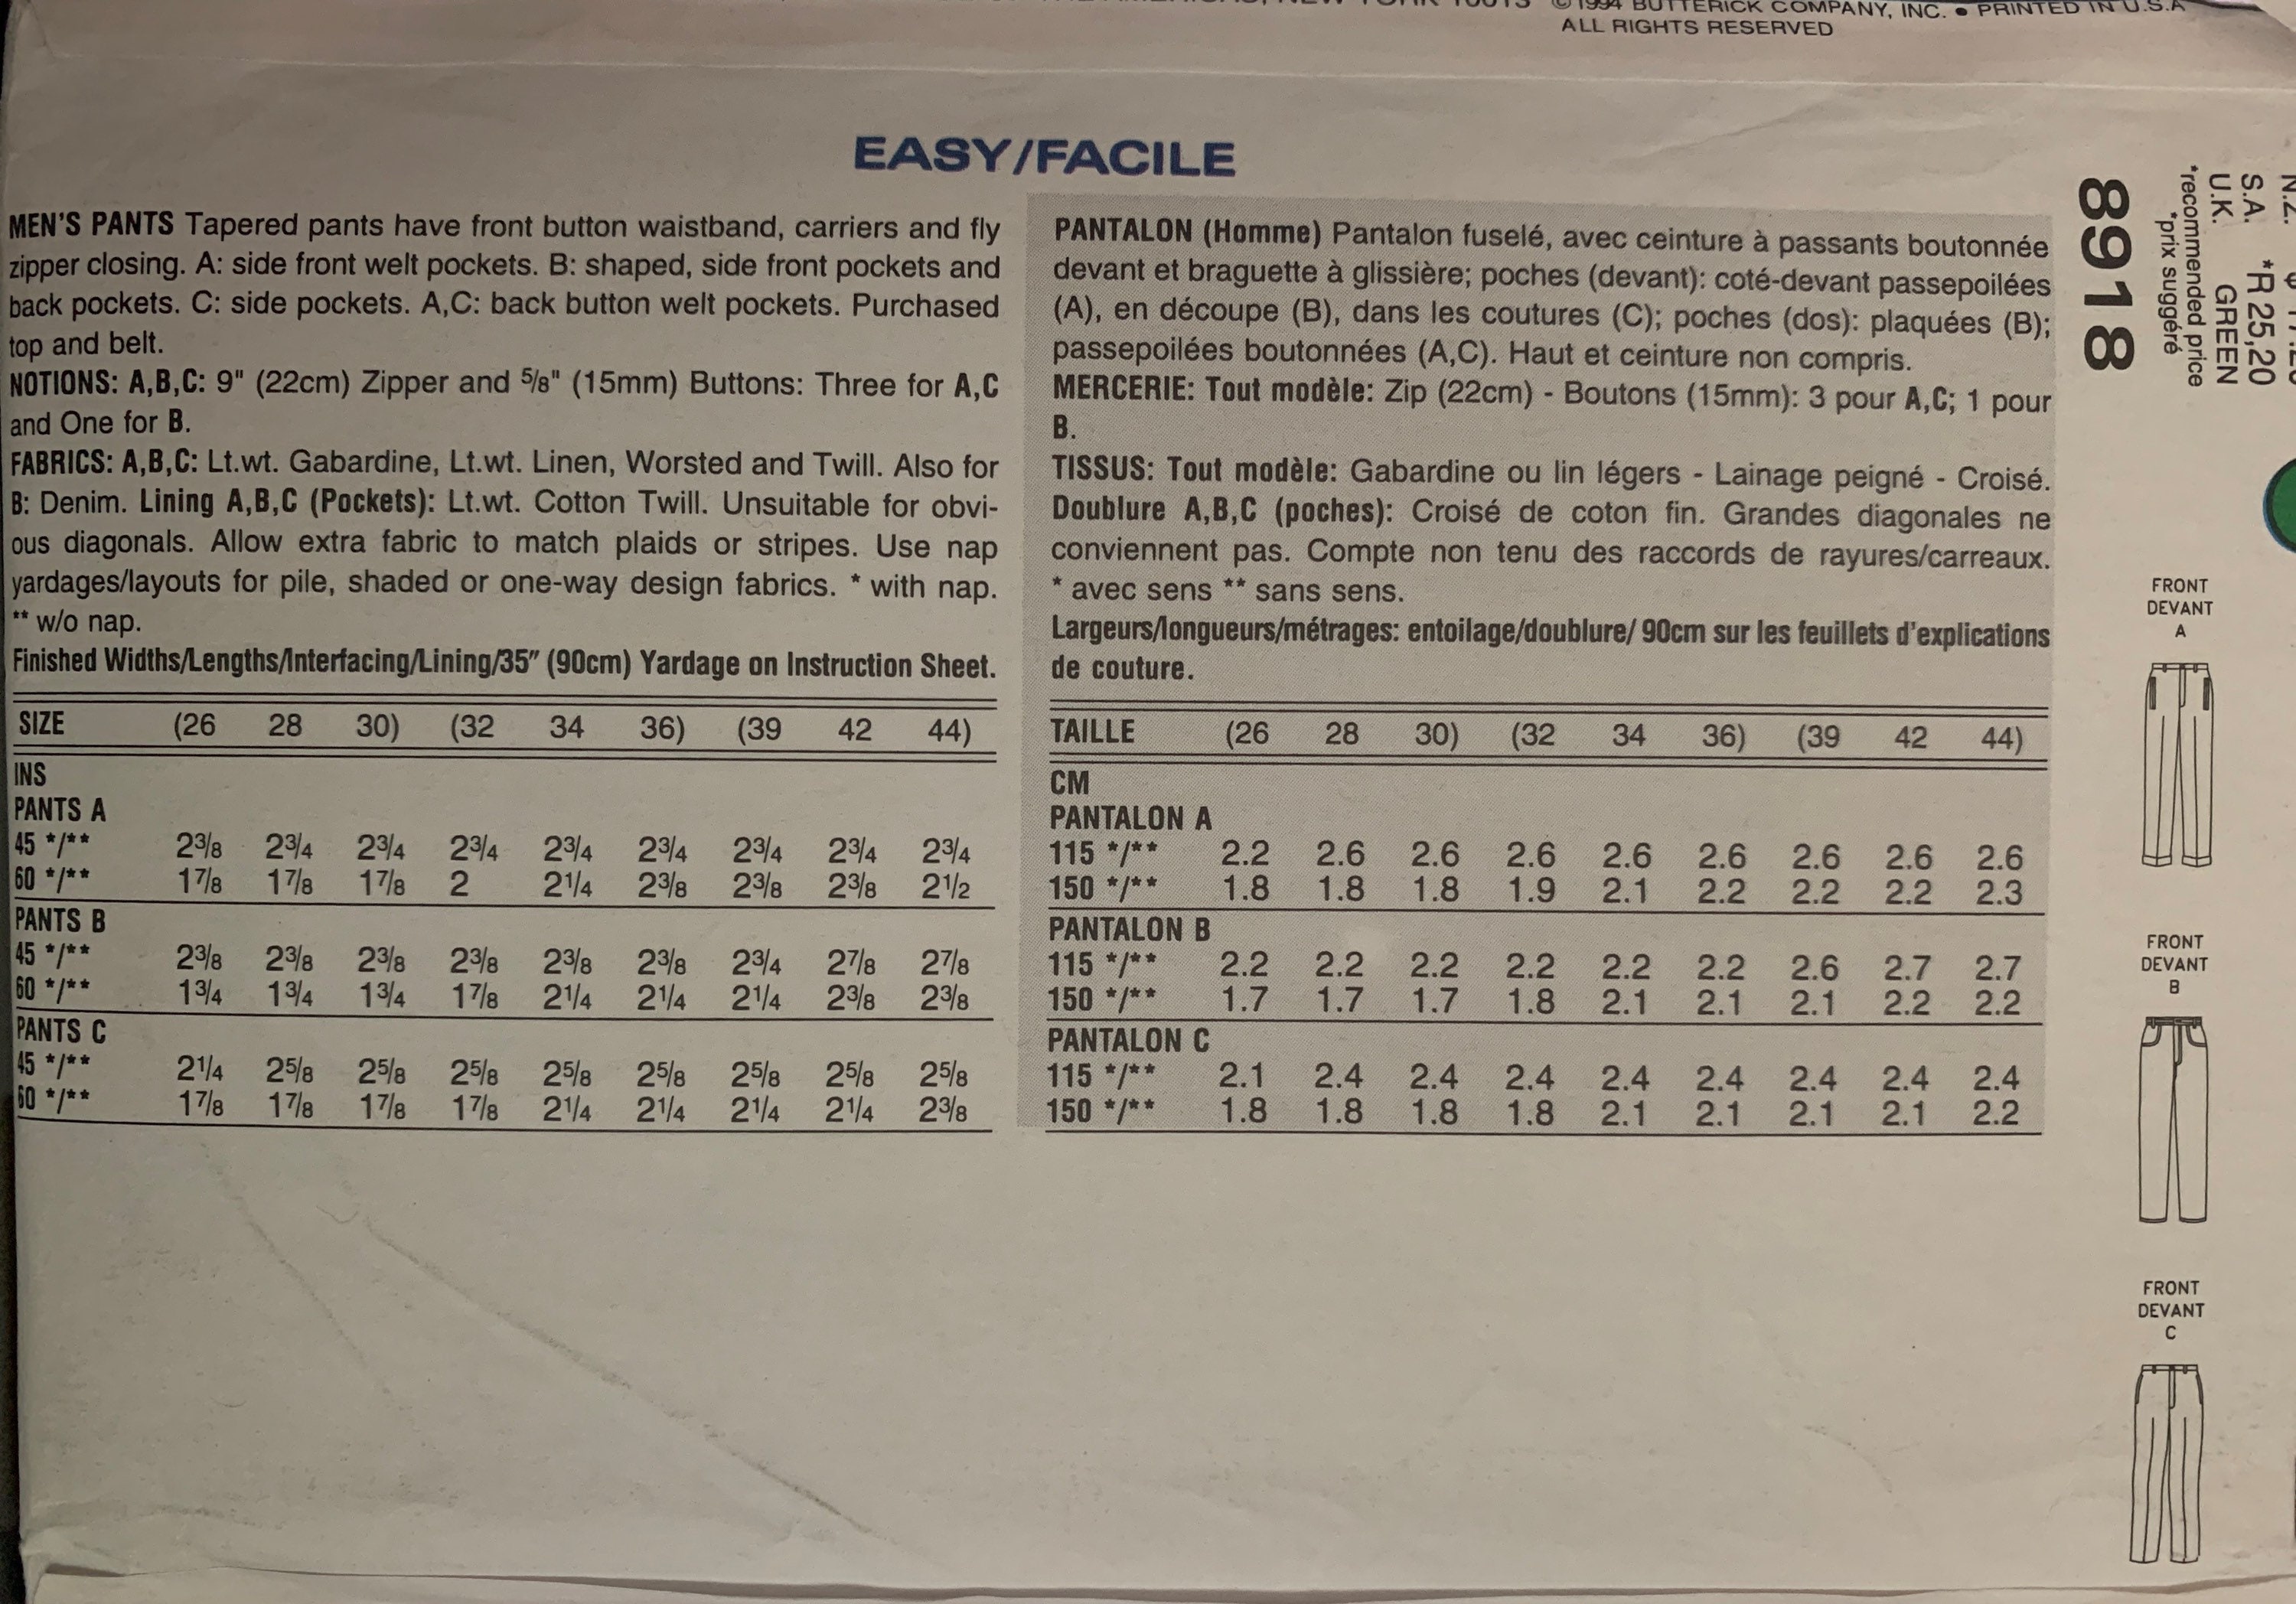 OF THE AMERICAS, NEW YORK 10013 ©1994 BUTTERICK COMPANY, INC. ● PRINTED IN U.S.A
ALL RIGHTS RESERVED
EASY/FACILE
MEN'S PANTS Tapered pants have front button waistband, carriers and fly
zipper closing. A: side front welt pockets. B: shaped, side front pockets and
back pockets. C: side pockets. A,C: back button welt pockets. Purchased
top and belt.
NOTIONS: A,B,C: 9" (22cm) Zipper and 5/8" (15mm) Buttons: Three for A,C
and One for B.
FABRICS: A,B,C: Lt.wt. Gabardine, Lt.wt. Linen, Worsted and Twill. Also for
B: Denim. Lining A,B,C (Pockets): Lt.wt. Cotton Twill. Unsuitable for obvi-
ous diagonals. Allow extra fabric to match plaids or stripes. Use nap
yardages/layouts for pile, shaded or one-way design fabrics. * with nap.
** w/o nap.
Finished Widths/Lengths/Interfacing/Lining/35″ (90cm) Yardage on Instruction Sheet.
SIZE (26 28 30) (32 34 36) (39 42 44)
INS
PANTS A
45 */** 2 3/8 2 3/4 2 3/4 2 3/4 2 3/4 2 3/4 2 3/4 2 3/4 2 3/4
60 */** 1 7/8 1 7/8 1 7/8 2 2 1/4 2 3/8 2 3/8 2 3/8 2 1/2
PANTS B
45 */** 2 3/8 2 3/8 2 3/8 2 3/8 2 3/8 2 3/8 2 3/4 2 7/8 2 7/8
60 */** 1 3/4 1 3/4 1 3/4 1 7/8 2 1/4 2 1/4 2 1/4 2 3/8 2 3/8
PANTS C
45 */** 2 1/4 2 5/8 2 5/8 2 5/8 2 5/8 2 5/8 2 5/8 2 5/8 2 5/8
60 */** 1 7/8 1 7/8 1 7/8 1 7/8 2 1/4 2 1/4 2 1/4 2 1/4 2 3/8
PANTALON (Homme) Pantalon fuselé, avec ceinture à passants boutonnée
devant et braguette à glissière; poches (devant): coté-devant passepoilées
(A), en découpe (B), dans les coutures (C); poches (dos): plaquées (B);
passepoilées boutonnées (A,C). Haut et ceinture non compris.
MERCERIE: Tout modèle: Zip (22cm) - Boutons (15mm): 3 pour A,C; 1 pour
B.
TISSUS: Tout modèle: Gabardine ou lin légers - Lainage peigné - Croisé.
Doublure A,B,C (poches): Croisé de coton fin. Grandes diagonales ne
conviennent pas. Compte non tenu des raccords de rayures/carreaux.
* avec sens ** sans sens.
Largeurs/longueurs/métrages: entoilage/doublure/ 90cm sur les feuillets d'explications
de couture.
TAILLE (26 28 30) (32 34 36) (39 42 44)
CM
PANTALON A
115 */** 2.2 2.6 2.6 2.6 2.6 2.6 2.6 2.6 2.6
150 */** 1.8 1.8 1.8 1.9 2.1 2.2 2.2 2.2 2.3
PANTALON B
115 */** 2.2 2.2 2.2 2.2 2.2 2.2 2.6 2.7 2.7
150 */** 1.7 1.7 1.7 1.8 2.1 2.1 2.1 2.2 2.2
PANTALON C
115 */** 2.1 2.4 2.4 2.4 2.4 2.4 2.4 2.4 2.4
150 */** 1.8 1.8 1.8 1.8 2.1 2.1 2.1 2.1 2.2
8918
N.Z.
S.A. *R25,20
U.K. GREEN
*recommended price
*prix suggéré
FRONT
DEVANT
A
FRONT
DEVANT
B
FRONT
DEVANT
C